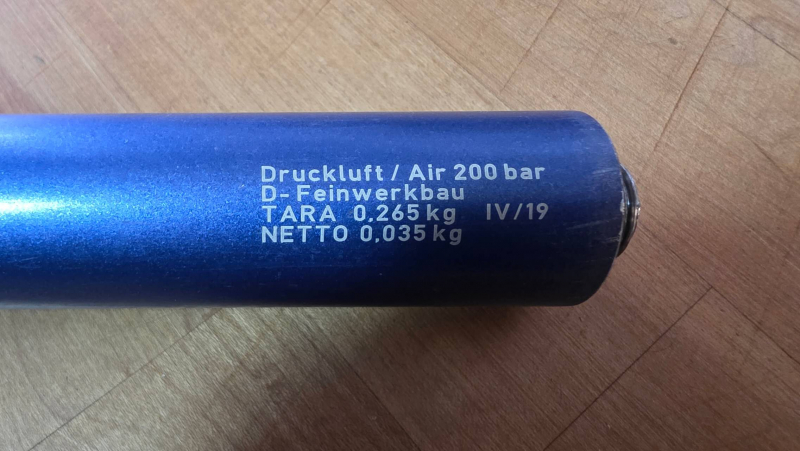 Druckluft / Air 200 bar
D- Feinwerkbau
TARA 0,265 kg IV/19
NETTO 0,035 kg